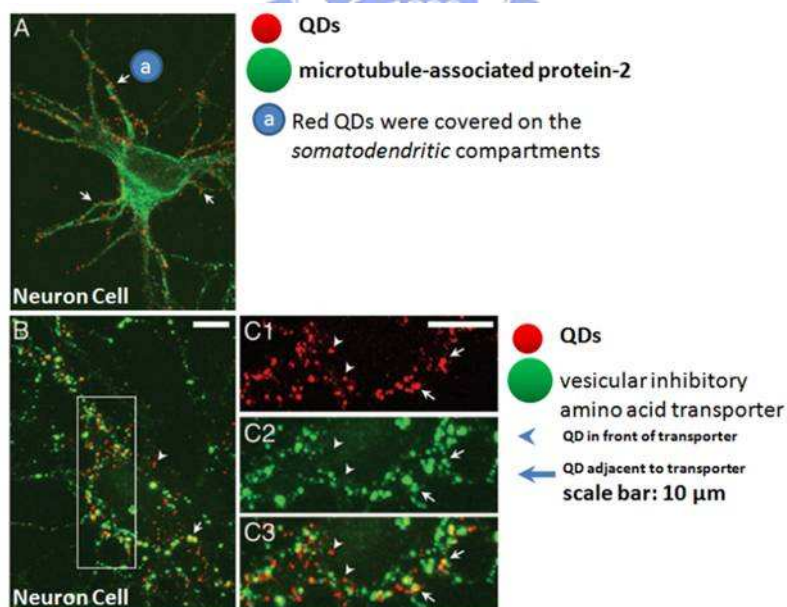 A
a
Neuron Cell
QDs
microtubule-associated protein-2
a Red QDs were covered on the
somatodendritic compartments
B
Neuron Cell
C1
C2
C3
QDs
vesicular inhibitory
amino acid transporter
QD in front of transporter
QD adjacent to transporter
scale bar: 10 μm